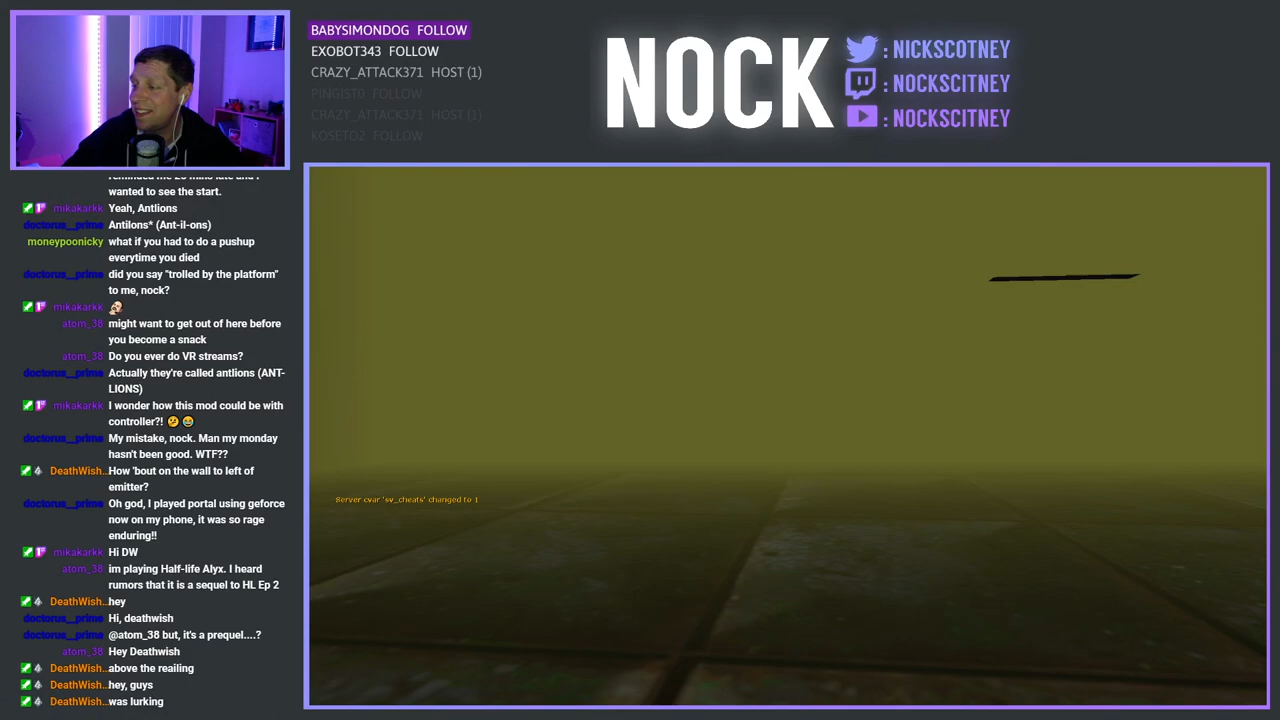 BABYSIMONDOG FOLLOW
EXOBOT343 FOLLOW
CRAZY_ATTACK371 HOST (1)
PINGIST0 FOLLOW
CRAZY_ATTACK371 HOST (1)
KOSETO2 FOLLOW
NOCK
: NICKSCOTNEY
: NOCKSCITNEY
: NOCKSCITNEY
wanted to see the start.
mikakarkk Yeah, Antlions
doctorus__prime Antilons* (Ant-il-ons)
moneypoonicky what if you had to do a pushup
everytime you died
doctorus__prime did you say "trolled by the platform"
to me, nock?
mikakarkk
atom_38 might want to get out of here before
you become a snack
atom_38 Do you ever do VR streams?
doctorus__prime Actually they're called antlions (ANT-
LIONS)
mikakarkk I wonder how this mod could be with
controller?! 🤔 😂
doctorus__prime My mistake, nock. Man my monday
hasn't been good. WTF??
DeathWish... How 'bout on the wall to left of
emitter?
doctorus__prime Oh god, I played portal using geforce
now on my phone, it was so rage
enduring!!
mikakarkk Hi DW
atom_38 im playing Half-life Alyx. I heard
rumors that it is a sequel to HL Ep 2
DeathWish... hey
doctorus__prime Hi, deathwish
doctorus__prime @atom_38 but, it's a prequel....?
atom_38 Hey Deathwish
DeathWish... above the reailing
DeathWish... hey, guys
DeathWish... was lurking
Server cvar 'sv_cheats' changed to 1